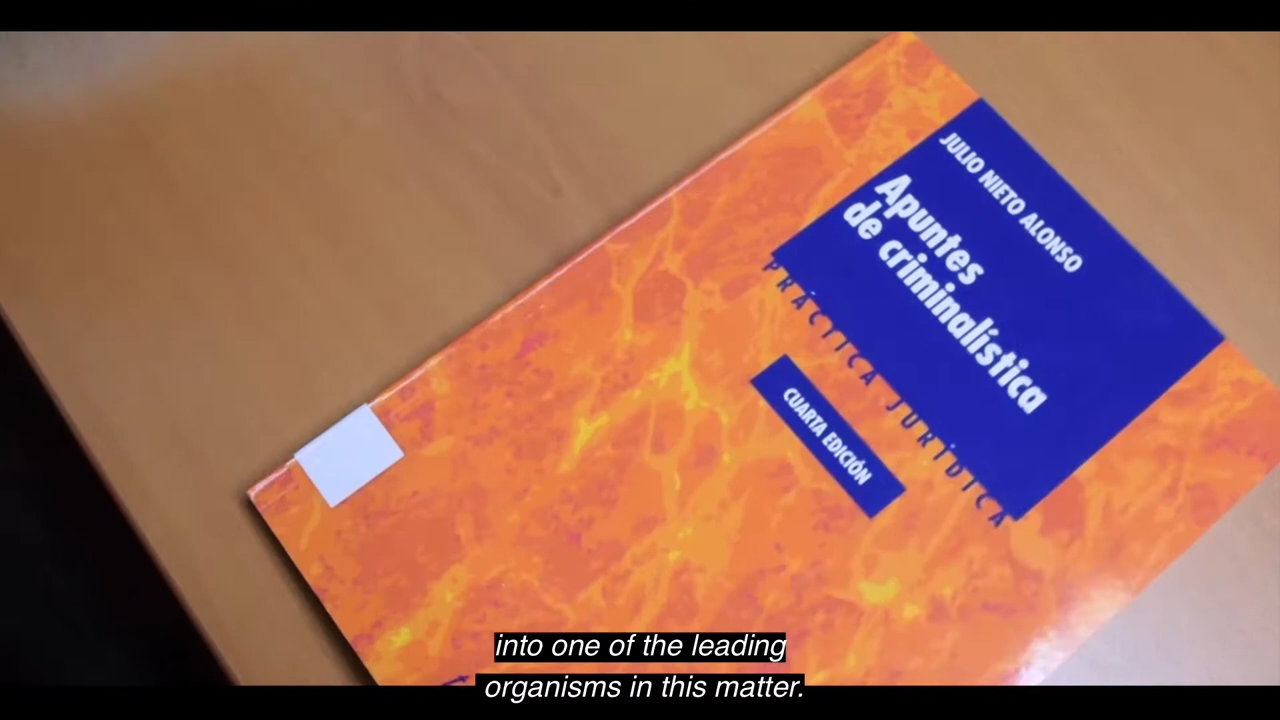 JULIO NIETO ALONSO
Apuntes
de criminalística
PRÁCTICA JURÍDICA
CUARTA EDICIÓN
into one of the leading
organisms in this matter.